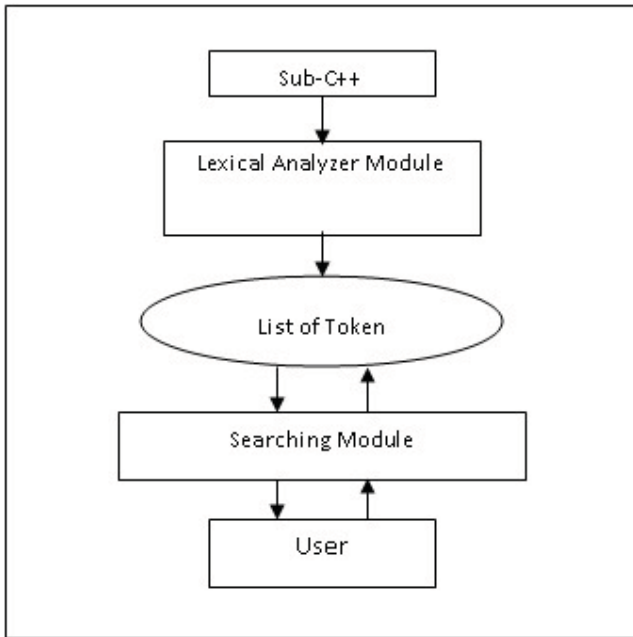 Sub-C++
Lexical Analyzer Module
List of Token
Searching Module
User